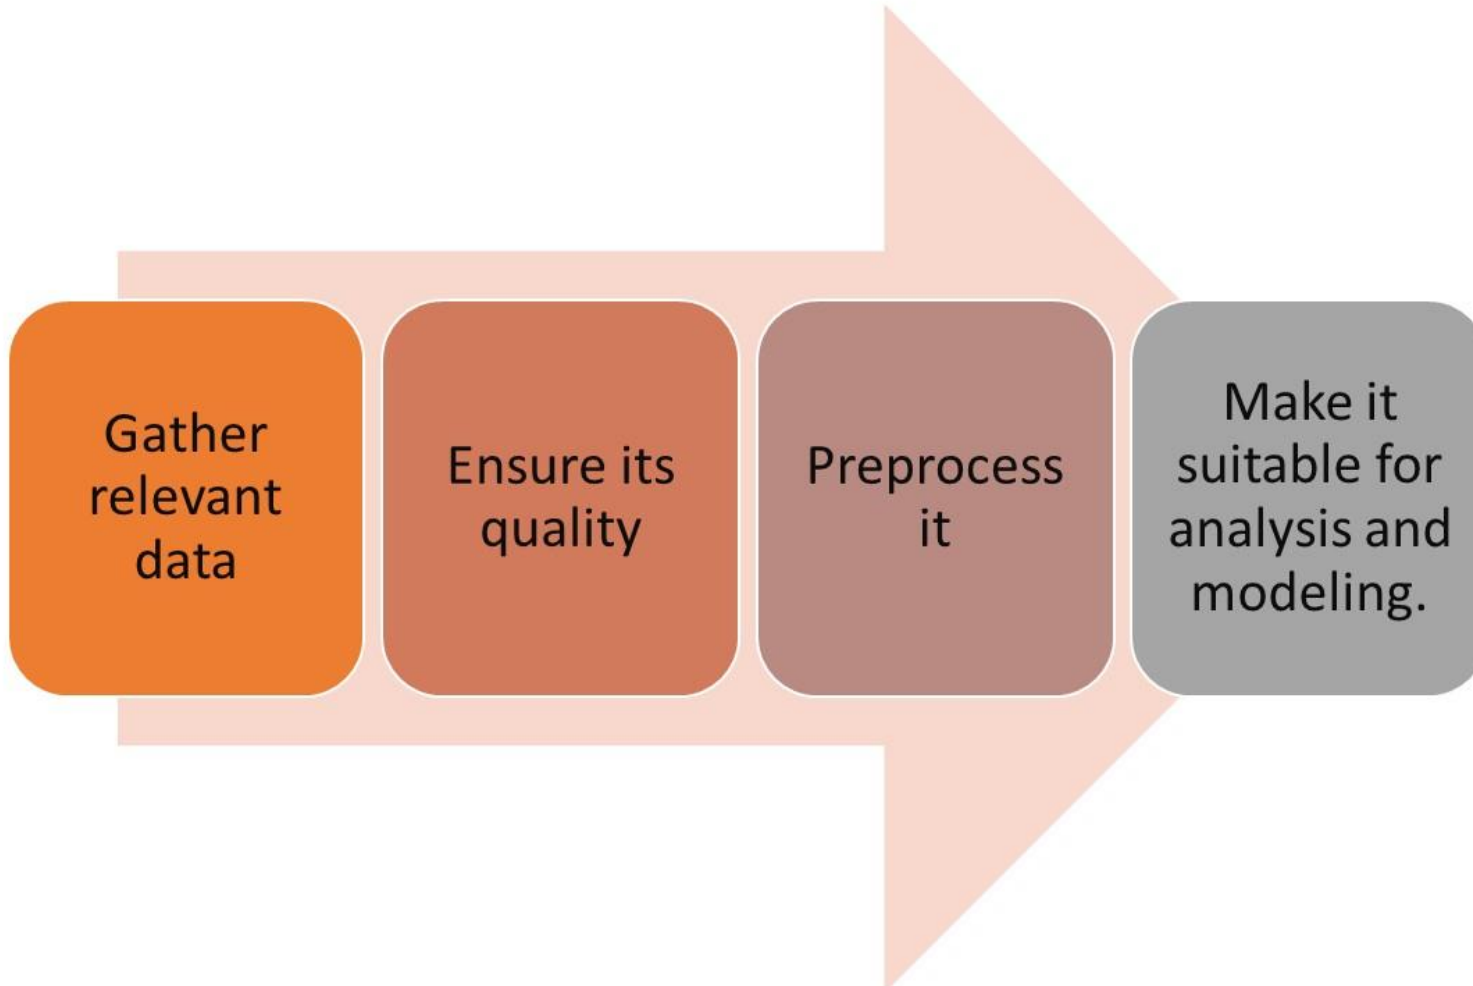 Gather
relevant
data
Ensure its
quality
Preprocess
it
Make it
suitable for
analysis and
modeling.